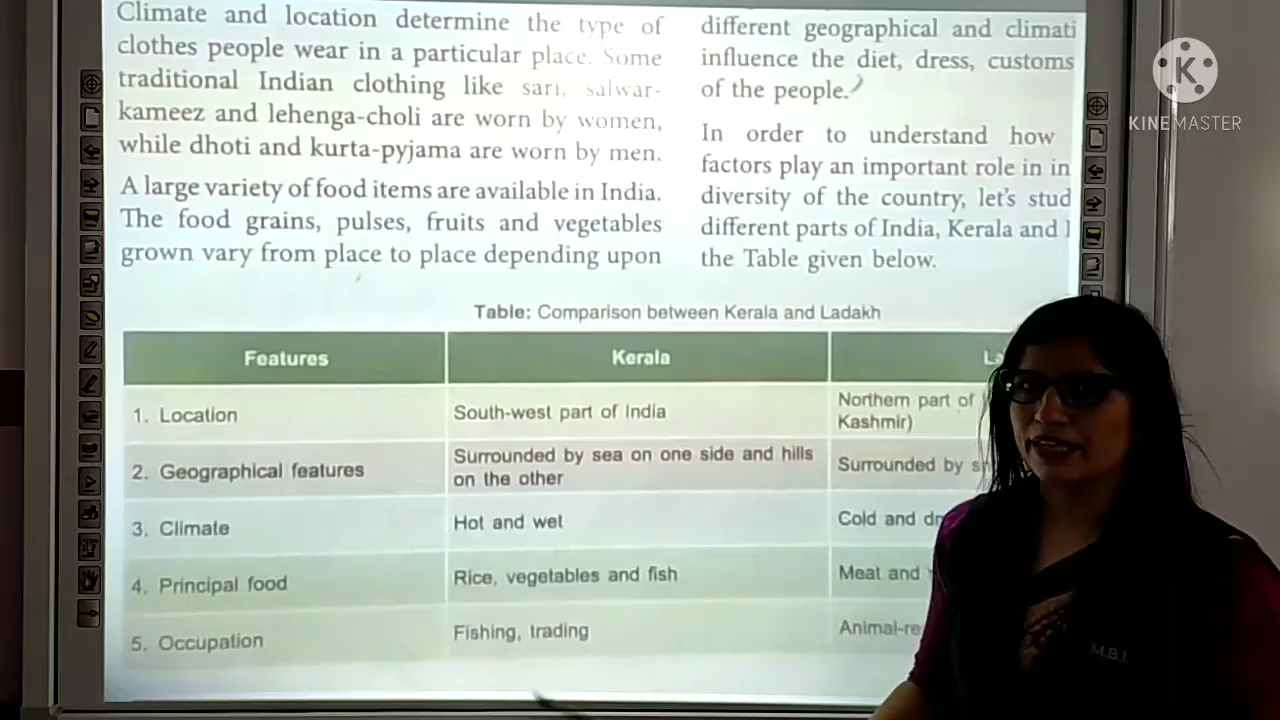 Climate and location determine the type of
clothes people wear in a particular place. Some
traditional Indian clothing like sari, salwar-
kameez and lehenga-choli are worn by women,
while dhoti and kurta-pyjama are worn by men.
A large variety of food items are available in India.
The food grains, pulses, fruits and vegetables
grown vary from place to place depending upon
different geographical and climati
influence the diet, dress, customs
of the people.
In order to understand how
factors play an important role in in
diversity of the country, let's stud
different parts of India, Kerala and
the Table given below.
Table: Comparison between Kerala and Ladakh
Features Kerala La
1. Location South-west part of India Northern part of
Kashmir)
2. Geographical features Surrounded by sea on one side and hills
on the other Surrounded by s
3. Climate Hot and wet Cold and dr
4. Principal food Rice, vegetables and fish Meat and
5. Occupation Fishing, trading Animal-re
K
KINEMASTER
M.B.I.